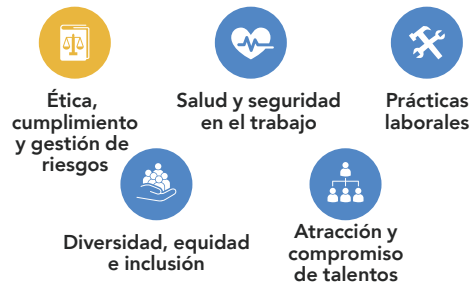 Ética,
cumplimiento
y gestión de
riesgos
Salud y seguridad
en el trabajo
Prácticas
laborales
Diversidad, equidad
e inclusión
Atracción y
compromiso
de talentos